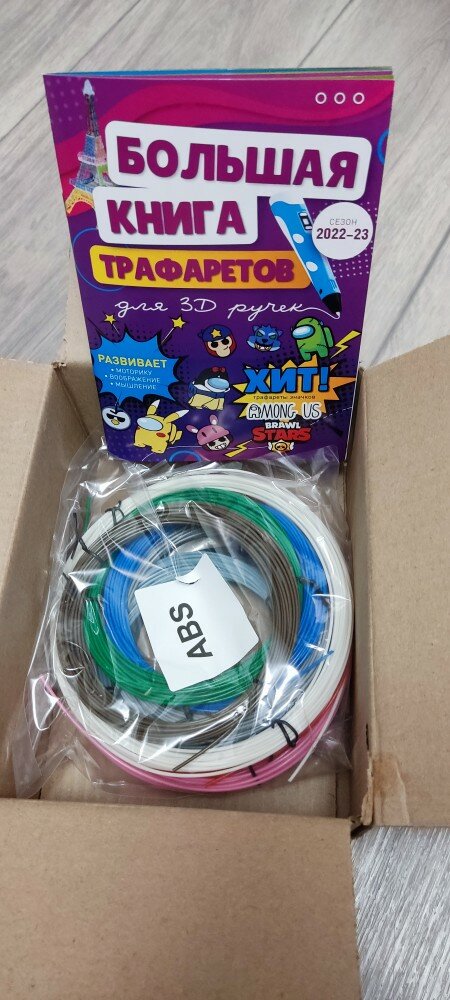 БОЛЬШАЯ
КНИГА
ТРАФАРЕТОВ
для 3D ручек
СЕЗОН
2022-23
РАЗВИВАЕТ
• МОТОРИКУ
• ВООБРАЖЕНИЕ
• МЫШЛЕНИЕ
ХИТ!
трафареты значков
AMONG US
BRAWL
STARS
ABS